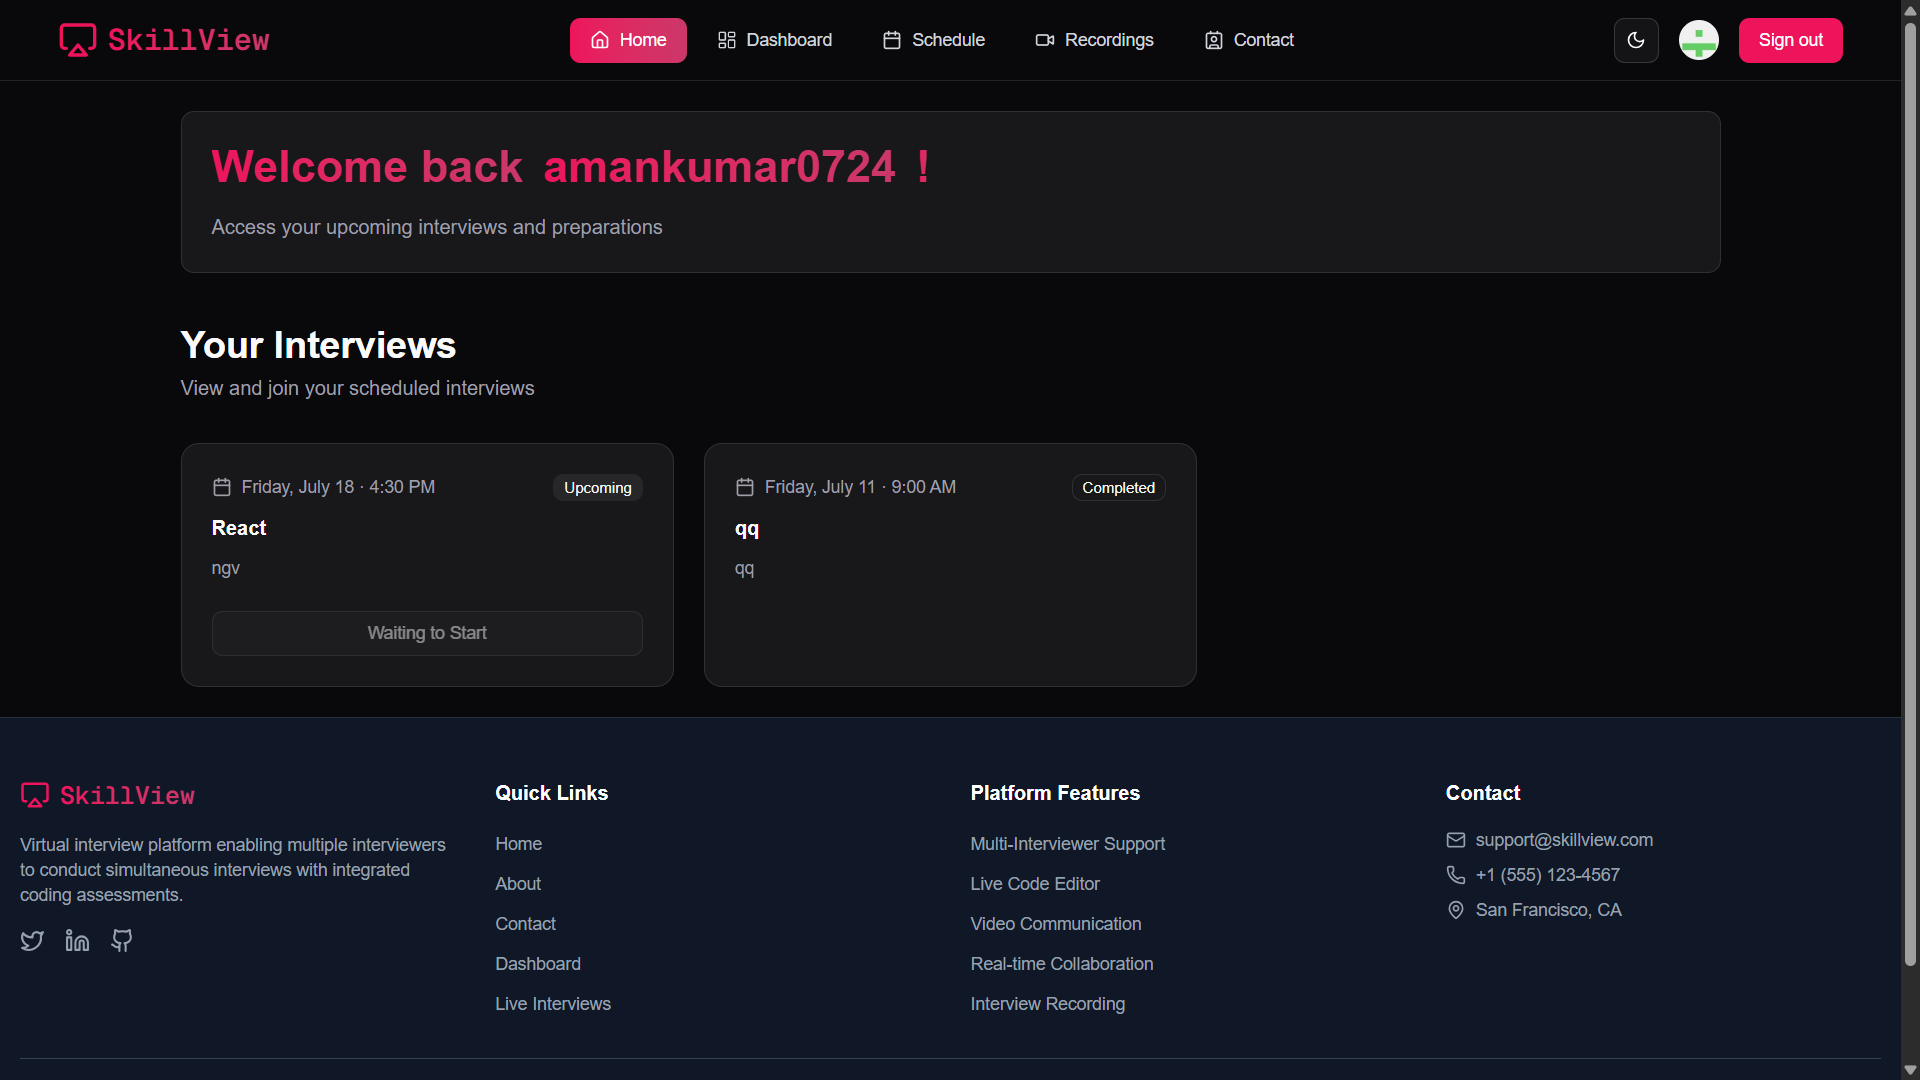 SkillView
Home
Dashboard
Schedule
Recordings
Contact
Sign out
Welcome back amankumar0724 !
Access your upcoming interviews and preparations
Your Interviews
View and join your scheduled interviews
Friday, July 18 · 4:30 PM
Upcoming
React
ngv
Waiting to Start
Friday, July 11 · 9:00 AM
Completed
qq
qq
SkillView
Virtual interview platform enabling multiple interviewers
to conduct simultaneous interviews with integrated
coding assessments.
Quick Links
Home
About
Contact
Dashboard
Live Interviews
Platform Features
Multi-Interviewer Support
Live Code Editor
Video Communication
Real-time Collaboration
Interview Recording
Contact
support@skillview.com
+1 (555) 123-4567
San Francisco, CA